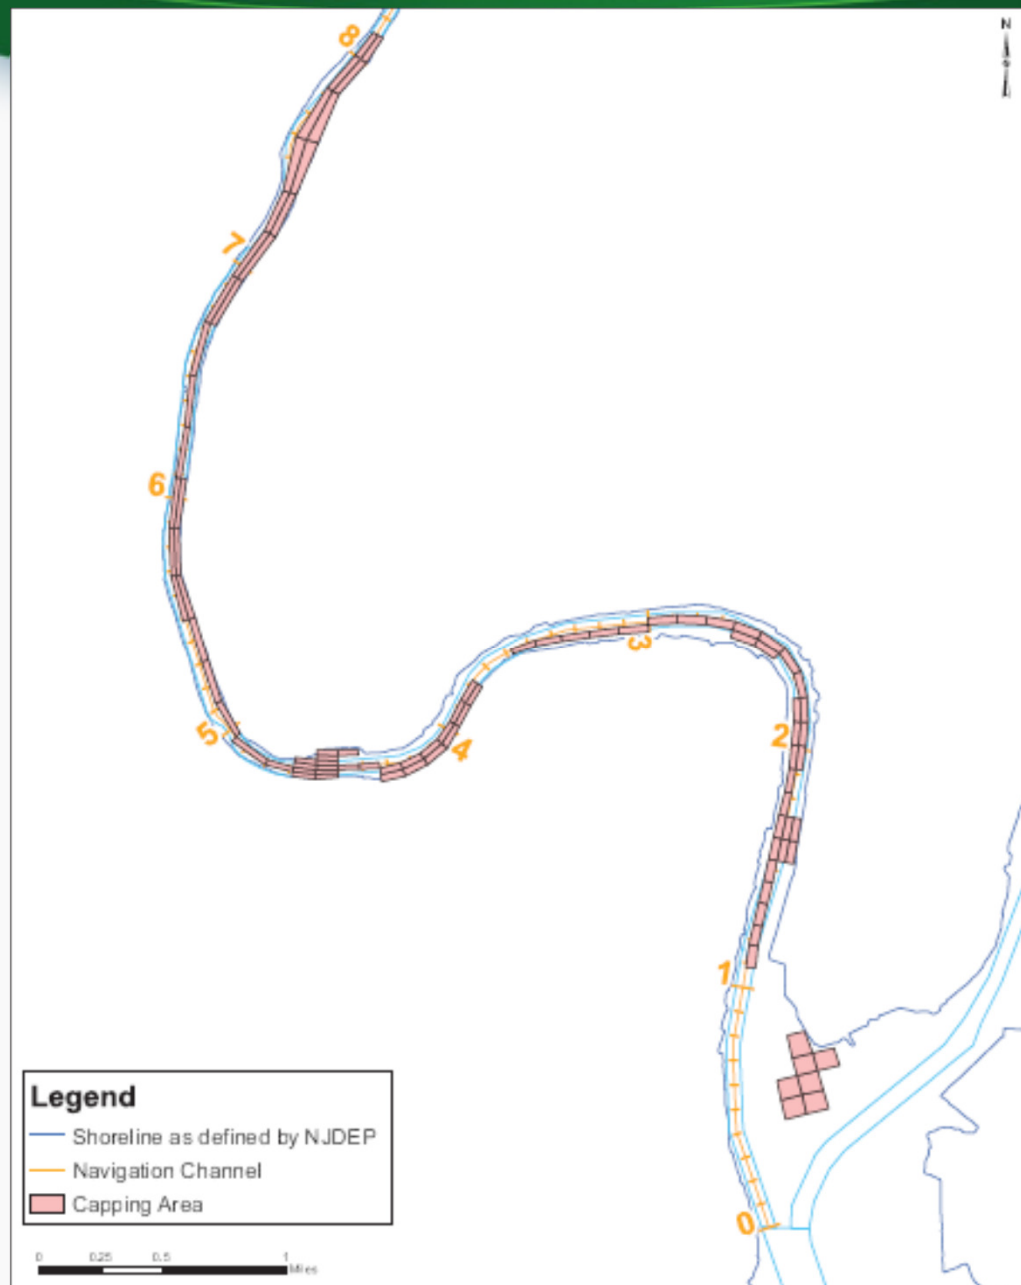 N
8
7
6
3
5
4
2
1
0
Legend
Shoreline as defined by NJDEP
Navigation Channel
Capping Area
0 0.25 0.5 1
Miles